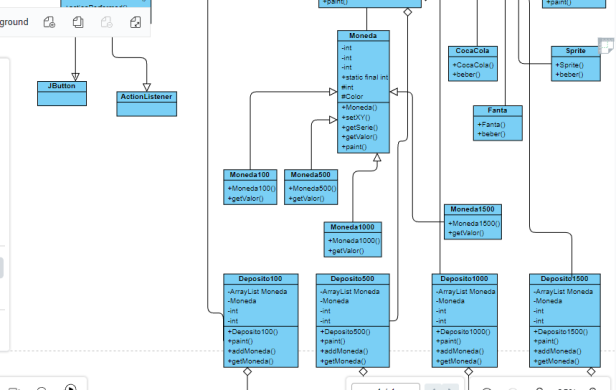 ground
+paint()
+paint()
JButton
ActionListener
Moneda
-int
-int
-int
+static final int
#int
#Color
+Moneda()
+setXY()
+getSerie()
+getValor()
+paint()
CocaCola
+CocaCola()
+beber()
Sprite
+Sprite()
+beber()
Fanta
+Fanta()
+beber()
Moneda100
+Moneda100()
+getValor()
Moneda500
+Moneda500()
+getValor()
Moneda1000
+Moneda1000()
+getValor()
Moneda1500
+Moneda1500()
+getValor()
Deposito100
-ArrayList Moneda
-Moneda
-int
-int
+Deposito100()
+paint()
+addMoneda()
+getMoneda()
Deposito500
-ArrayList Moneda
-Moneda
-int
-int
+Deposito500()
+paint()
+addMoneda()
+getMoneda()
Deposito1000
-ArrayList Moneda
-Moneda
-int
-int
+Deposito1000()
+paint()
+addMoneda()
+getMoneda()
Deposito1500
-ArrayList Moneda
-Moneda
-int
-int
+Deposito1500()
+paint()
+addMoneda()
+getMoneda()